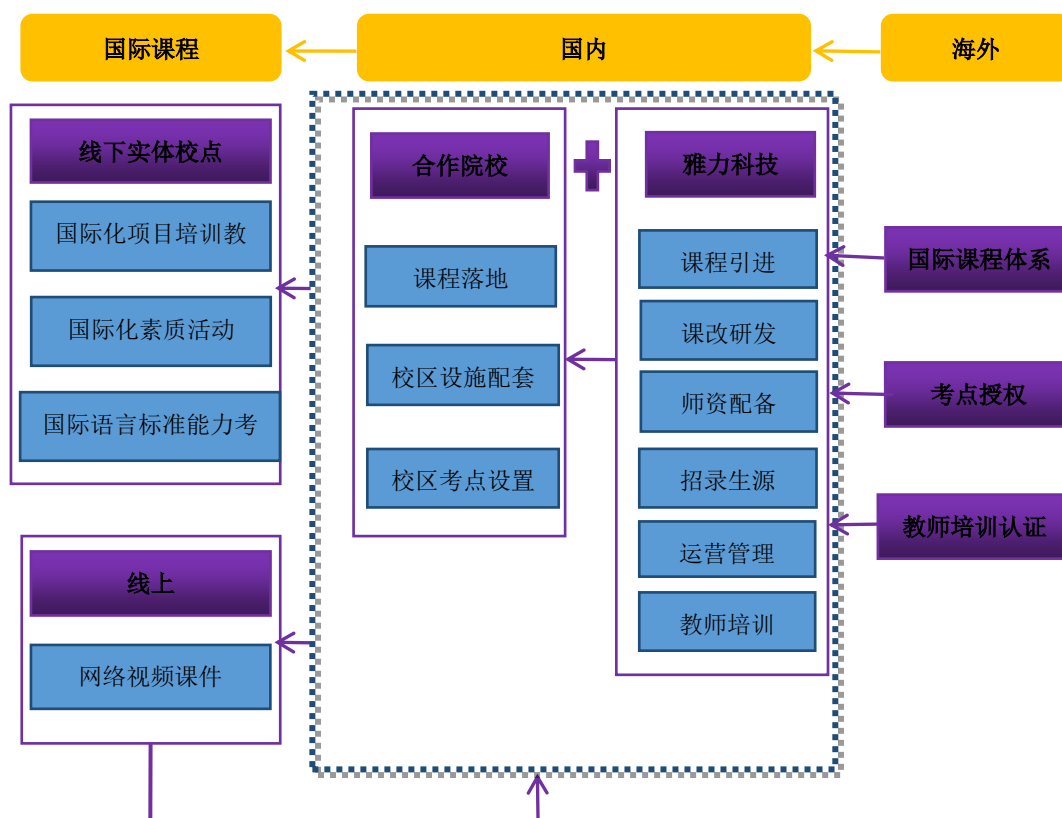 国际课程
国内
海外
线下实体校点
国际化项目培训教
国际化素质活动
国际语言标准能力考
线上
网络视频课件
合作院校
课程落地
校区设施配套
校区考点设置
雅力科技
课程引进
课改研发
师资配备
招录生源
运营管理
教师培训
国际课程体系
考点授权
教师培训认证